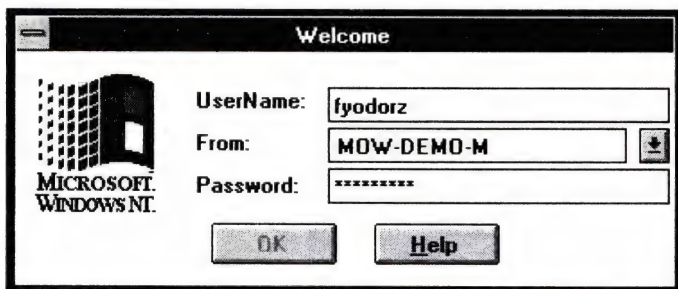 Welcome
UserName: fyodorz
From: MOW-DEMO-M
Password: *********
MICROSOFT.
WINDOWS NT.
OK Help